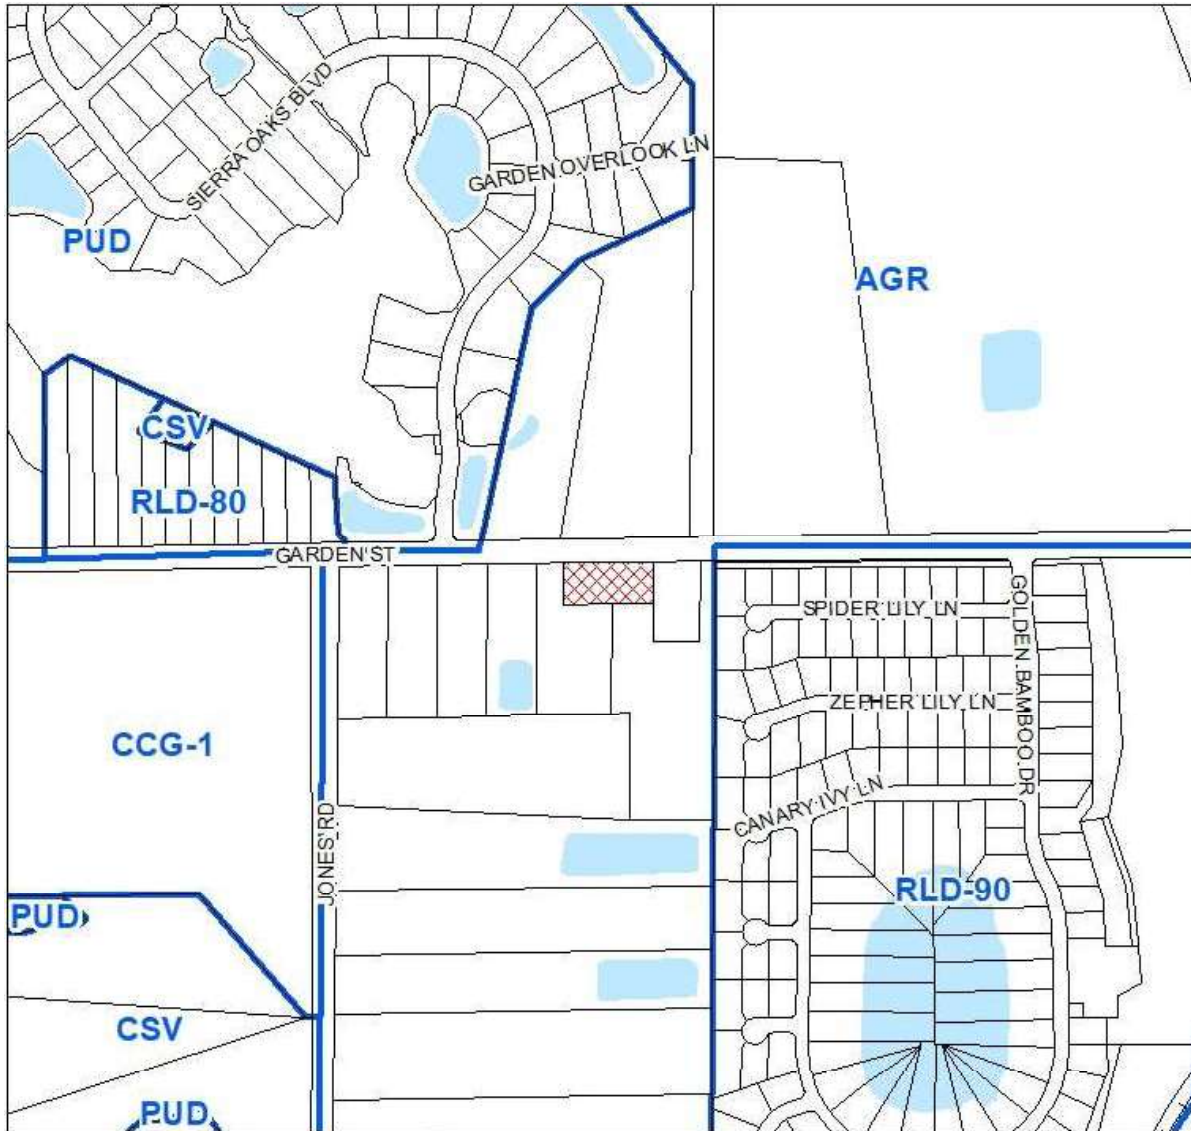 SIERRA OAKS BLVD
GARDEN OVERLOOK LN
PUD
AGR
CSV
RLD-80
GARDEN ST
GOLDEN BAMBOO DR
SPIDER LILY LN
ZEPHER LILY LN
CCG-1
CANARY IVY LN
JONES RD
RLD-90
PUD
CSV
PUD